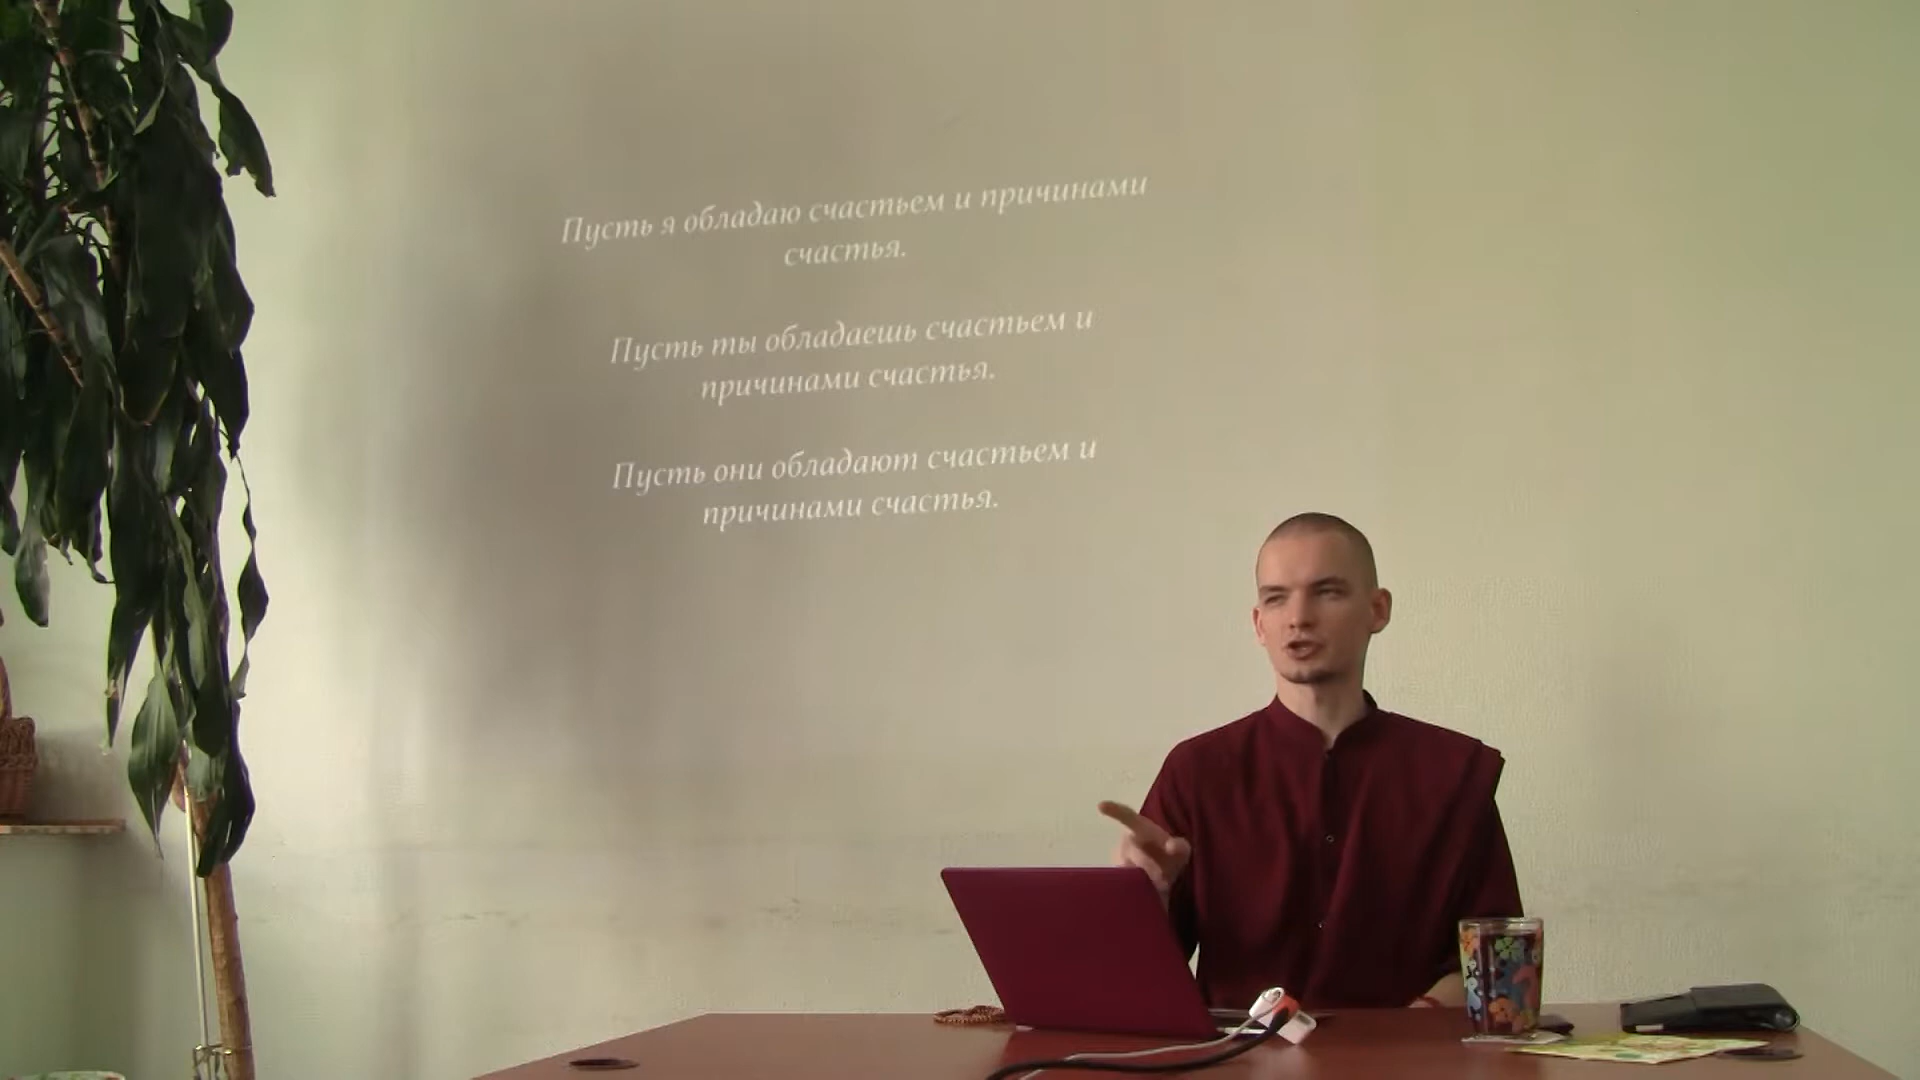 Пусть я обладаю счастьем и причинами
счастья.
Пусть ты обладаешь счастьем и
причинами счастья.
Пусть они обладают счастьем и
причинами счастья.